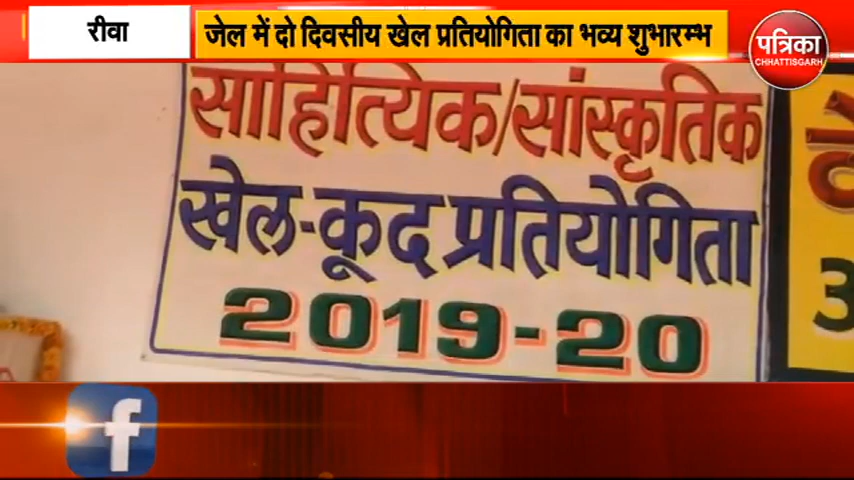 रीवा
जेल में दो दिवसीय खेल प्रतियोगिता का भव्य शुभारम्भ
पत्रिका
CHHATTISGARH
साहित्यिक/सांस्कृतिक
खेल-कूद प्रतियोगिता
2019-20
f